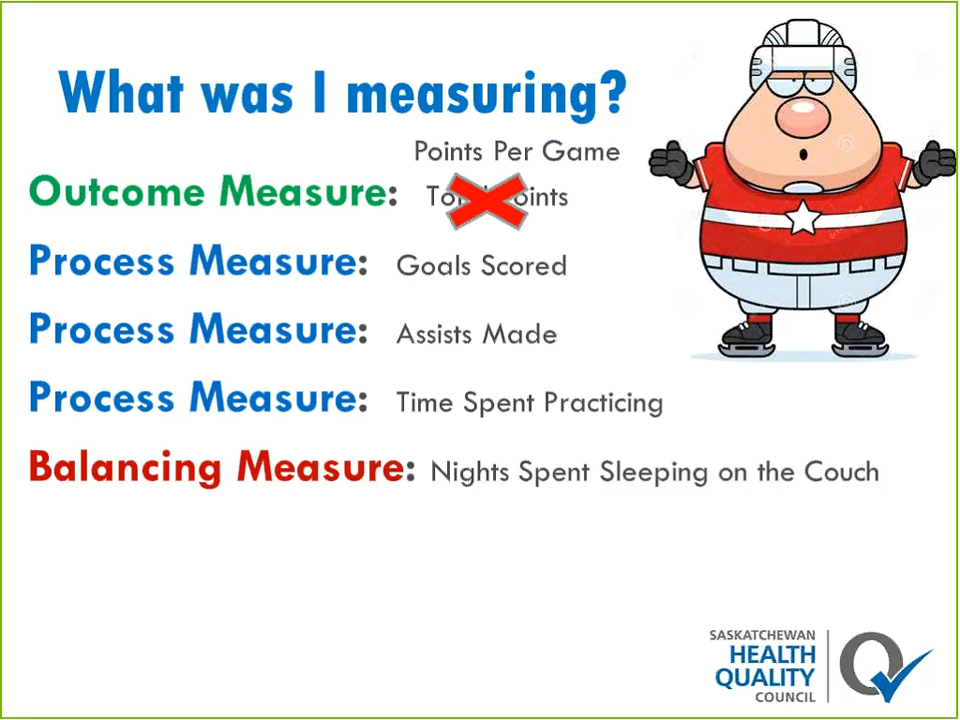 What was I measuring?
Points Per Game
Outcome Measure: Total Points
Process Measure: Goals Scored
Process Measure: Assists Made
Process Measure: Time Spent Practicing
Balancing Measure: Nights Spent Sleeping on the Couch
SASKATCHEWAN
HEALTH
QUALITY
COUNCIL